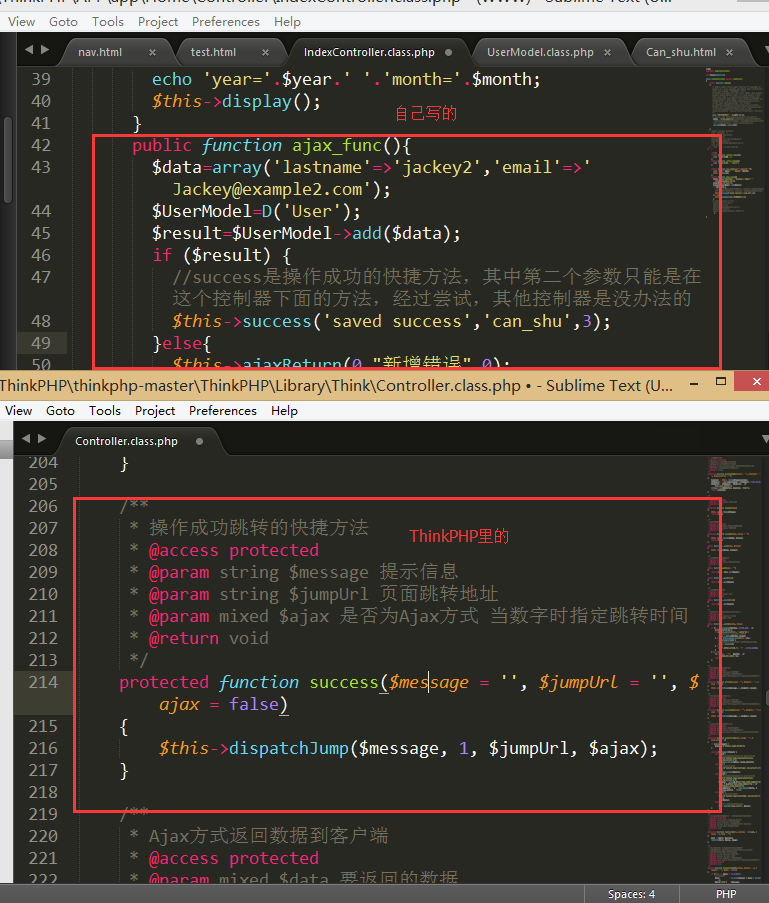 View Goto Tools Project Preferences Help
nav.html × test.html × IndexController.class.php UserModel.class.php × Can_shu.html ×
39 echo 'year='.$year.' '.'month='.$month;
40 $this->display();
41 }
自己写的
42 public function ajax_func(){
43 $data=array('lastname'=>'jackey2','email'=>'
Jackey@example2.com');
44 $UserModel=D('User');
45 $result=$UserModel->add($data);
46 if ($result) {
47 //success是操作成功的快捷方法，其中第二个参数只能是在
这个控制器下面的方法，经过尝试，其他控制器是没办法的
48 $this->success('saved success','can_shu',3);
49 }else{
50 $this->ajaxReturn(0,"新增错误",0);
ThinkPHP\thinkphp-master\ThinkPHP\Library\Think\Controller.class.php • - Sublime Text (U...
View Goto Tools Project Preferences Help
Controller.class.php
204 }
205
206 /**
207 * 操作成功跳转的快捷方法
ThinkPHP里的
208 * @access protected
209 * @param string $message 提示信息
210 * @param string $jumpUrl 页面跳转地址
211 * @param mixed $ajax 是否为Ajax方式 当数字时指定跳转时间
212 * @return void
213 */
214 protected function success($message = '', $jumpUrl = '', $
ajax = false)
215 {
216 $this->dispatchJump($message, 1, $jumpUrl, $ajax);
217 }
218
219 /**
220 * Ajax方式返回数据到客户端
221 * @access protected
222 * @param mixed $data 要返回的数据
Spaces: 4 PHP